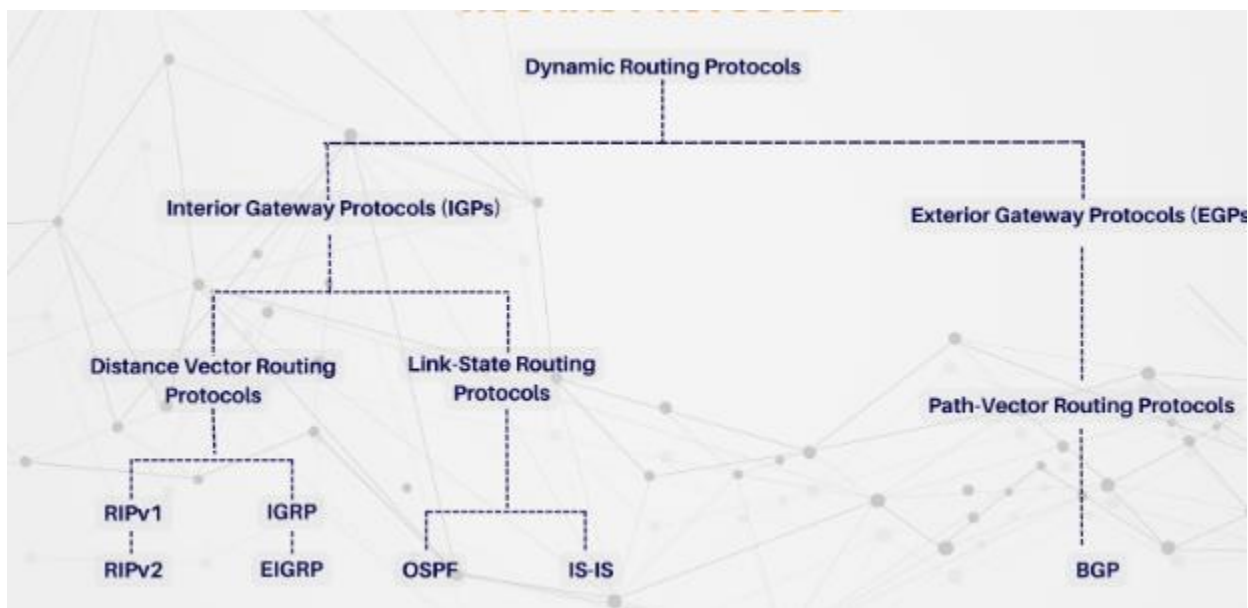 Dynamic Routing Protocols
Interior Gateway Protocols (IGPs)
Exterior Gateway Protocols (EGPs
Distance Vector Routing
Protocols
Link-State Routing
Protocols
Path-Vector Routing Protocols
RIPv1
IGRP
RIPv2
EIGRP
OSPF
IS-IS
BGP